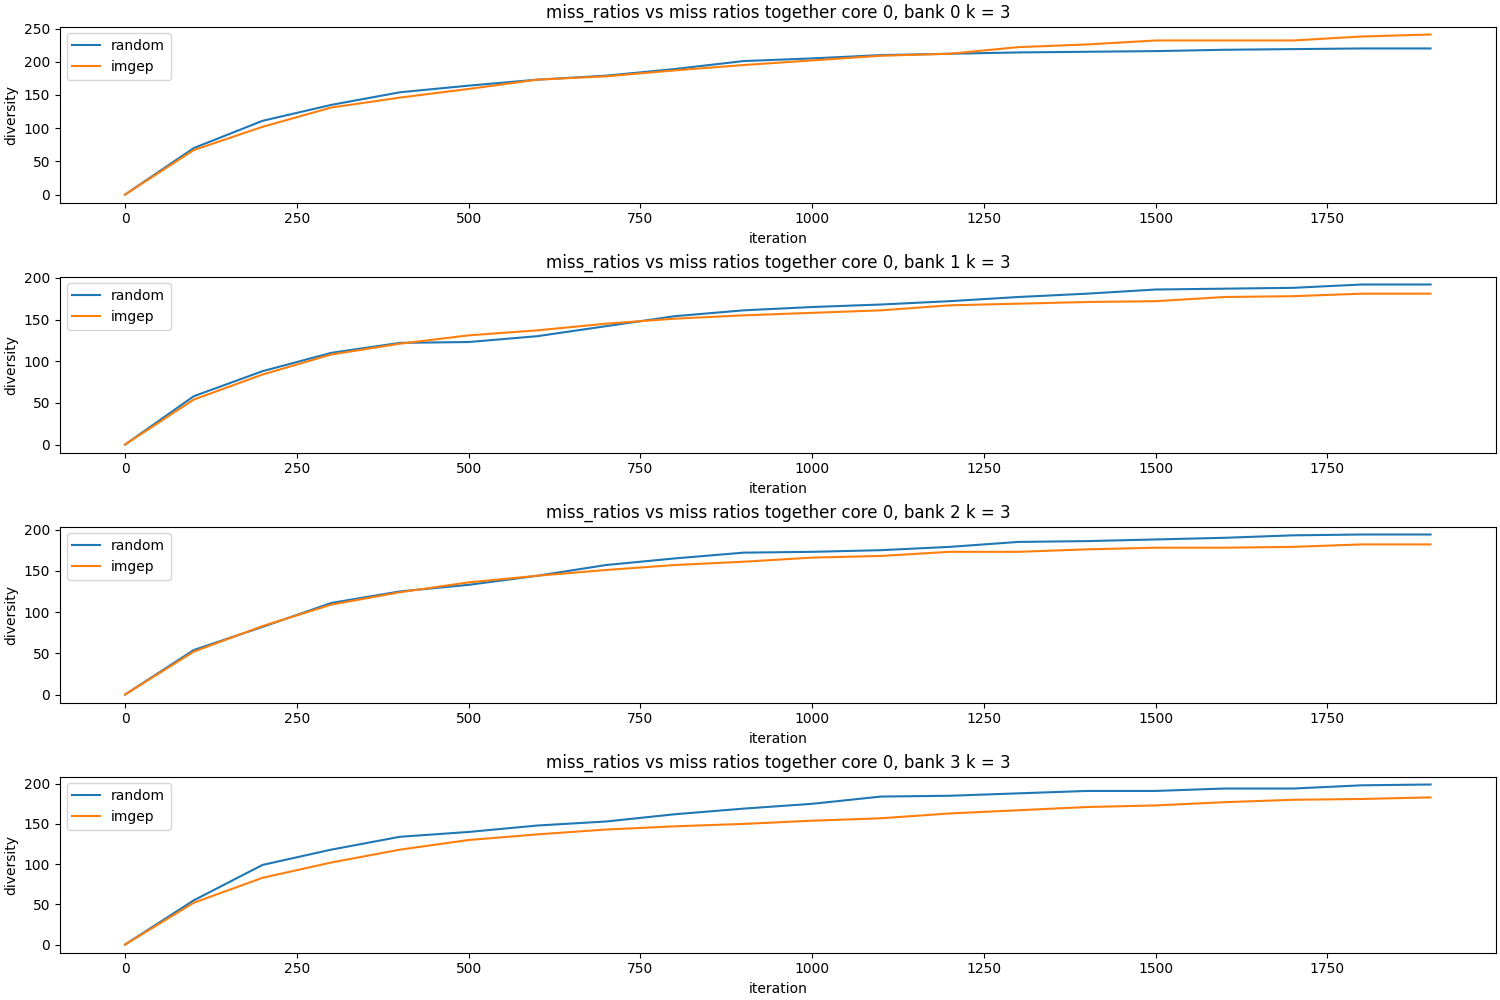 miss_ratios vs miss ratios together core 0, bank 0 k = 3
random
imgep
diversity
250
200
150
100
50
0
0 250 500 750 1000 1250 1500 1750
iteration
miss_ratios vs miss ratios together core 0, bank 1 k = 3
random
imgep
diversity
200
150
100
50
0
0 250 500 750 1000 1250 1500 1750
iteration
miss_ratios vs miss ratios together core 0, bank 2 k = 3
random
imgep
diversity
200
150
100
50
0
0 250 500 750 1000 1250 1500 1750
iteration
miss_ratios vs miss ratios together core 0, bank 3 k = 3
random
imgep
diversity
200
150
100
50
0
0 250 500 750 1000 1250 1500 1750
iteration